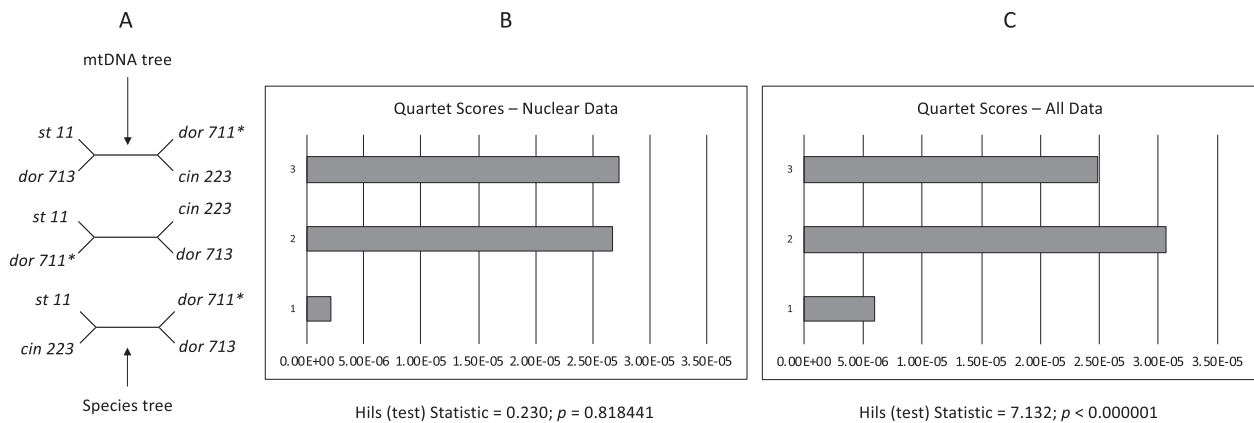 A
mtDNA tree
st 11
dor 711*
dor 713
cin 223
st 11
cin 223
dor 711*
dor 713
st 11
dor 711*
cin 223
dor 713
Species tree
B
Quartet Scores – Nuclear Data
3
2
1
0.00E+00 5.00E-06 1.00E-05 1.50E-05 2.00E-05 2.50E-05 3.00E-05 3.50E-05
Hils (test) Statistic = 0.230; p = 0.818441
C
Quartet Scores – All Data
3
2
1
0.00E+00 5.00E-06 1.00E-05 1.50E-05 2.00E-05 2.50E-05 3.00E-05 3.50E-05
Hils (test) Statistic = 7.132; p < 0.000001